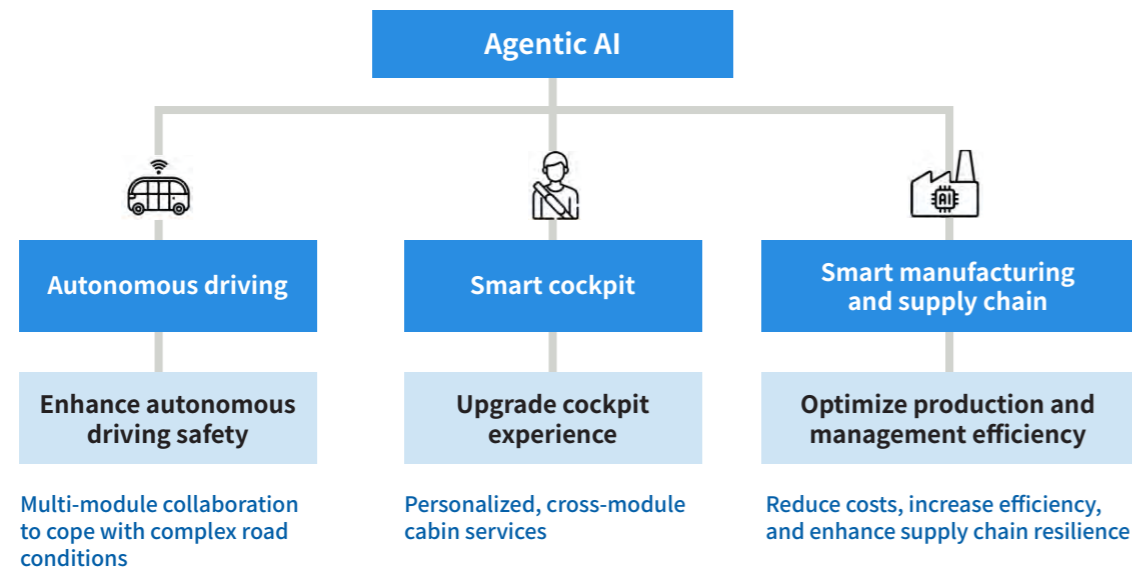 Agentic AI
AI
Autonomous driving
Smart cockpit
Smart manufacturing
and supply chain
Enhance autonomous
driving safety
Upgrade cockpit
experience
Optimize production and
management efficiency
Multi-module collaboration
to cope with complex road
conditions
Personalized, cross-module
cabin services
Reduce costs, increase efficiency,
and enhance supply chain resilience